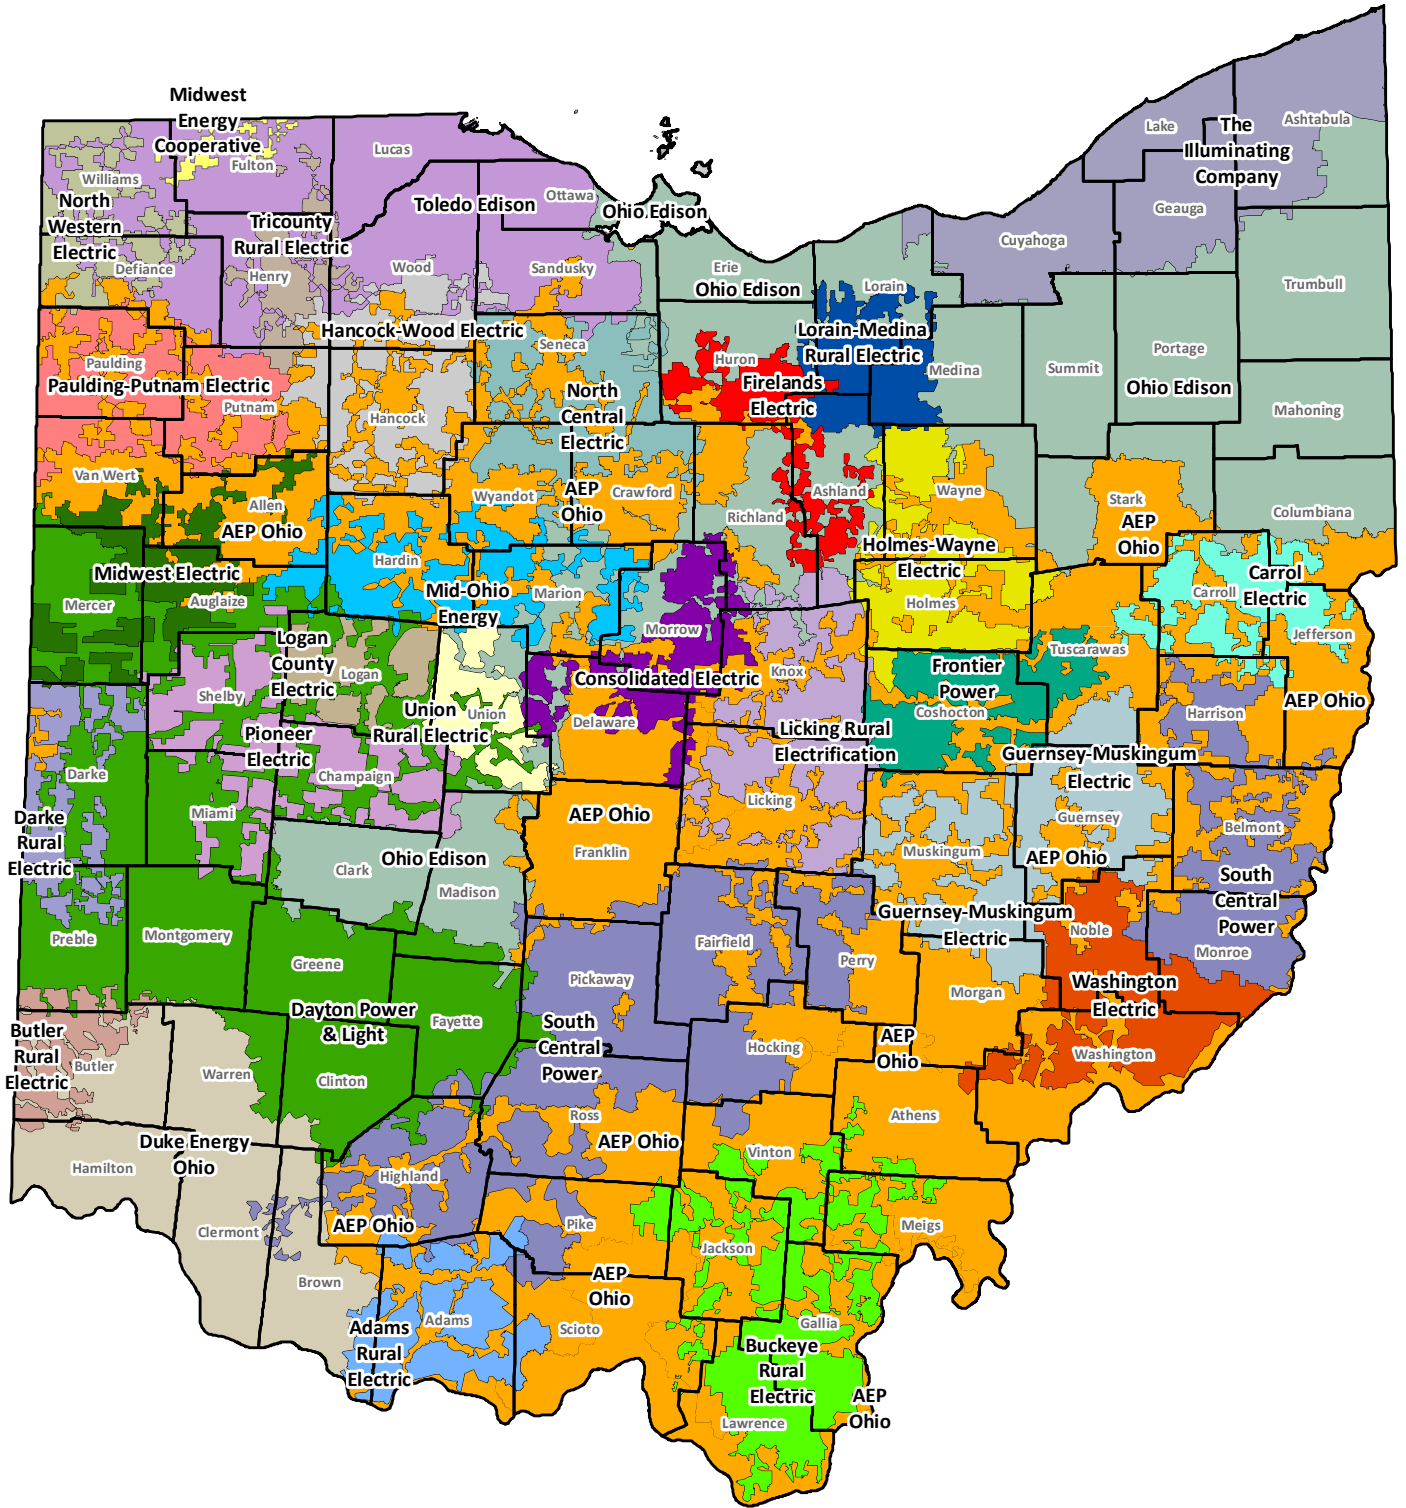 Midwest
Energy
Cooperative
Lucas
Fulton
Williams
North
Western
Electric
Defiance
Tricounty
Rural Electric
Henry
Toledo Edison
Ottawa
Wood
Sandusky
Ohio Edison
Erie
Ohio Edison
Lorain
Cuyahoga
Lake
Ashtabula
The
Illuminating
Company
Geauga
Trumbull
Portage
Ohio Edison
Summit
Medina
Mahoning
Lorain-Medina
Rural Electric
Huron
Firelands
Electric
Hancock-Wood Electric
Seneca
North
Central
Electric
Paulding
Paulding-Putnam Electric
Putnam
Hancock
Van Wert
Allen
AEP Ohio
Wyandot
AEP
Ohio
Crawford
Richland
Ashland
Wayne
Holmes-Wayne
Electric
Holmes
Stark
AEP
Ohio
Columbiana
Carroll
Carrol
Electric
Jefferson
Midwest Electric
Mercer
Auglaize
Hardin
Mid-Ohio
Energy
Marion
Morrow
Consolidated Electric
Knox
Logan
County
Electric
Logan
Shelby
Union
Rural Electric
Union
Delaware
Pioneer
Electric
Champaign
Darke
Miami
Darke
Rural
Electric
Frontier
Power
Coshocton
Tuscarawas
Harrison
AEP Ohio
Licking Rural
Electrification
Licking
Guernsey-Muskingum
Electric
Guernsey
Belmont
AEP Ohio
Franklin
Muskingum
AEP Ohio
South
Central
Power
Clark
Ohio Edison
Madison
Preble
Montgomery
Greene
Fairfield
Perry
Guernsey-Muskingum
Electric
Noble
Monroe
Pickaway
Morgan
Washington
Electric
Washington
Dayton Power
& Light
Fayette
South
Central
Power
Hocking
AEP
Ohio
Butler
Rural
Electric
Butler
Warren
Clinton
Ross
AEP Ohio
Athens
Vinton
Duke Energy
Ohio
Hamilton
Highland
AEP Ohio
Clermont
Pike
Meigs
Jackson
Brown
AEP
Ohio
Adams
Adams
Rural
Electric
Scioto
Gallia
Buckeye
Rural
Electric
Lawrence
AEP
Ohio